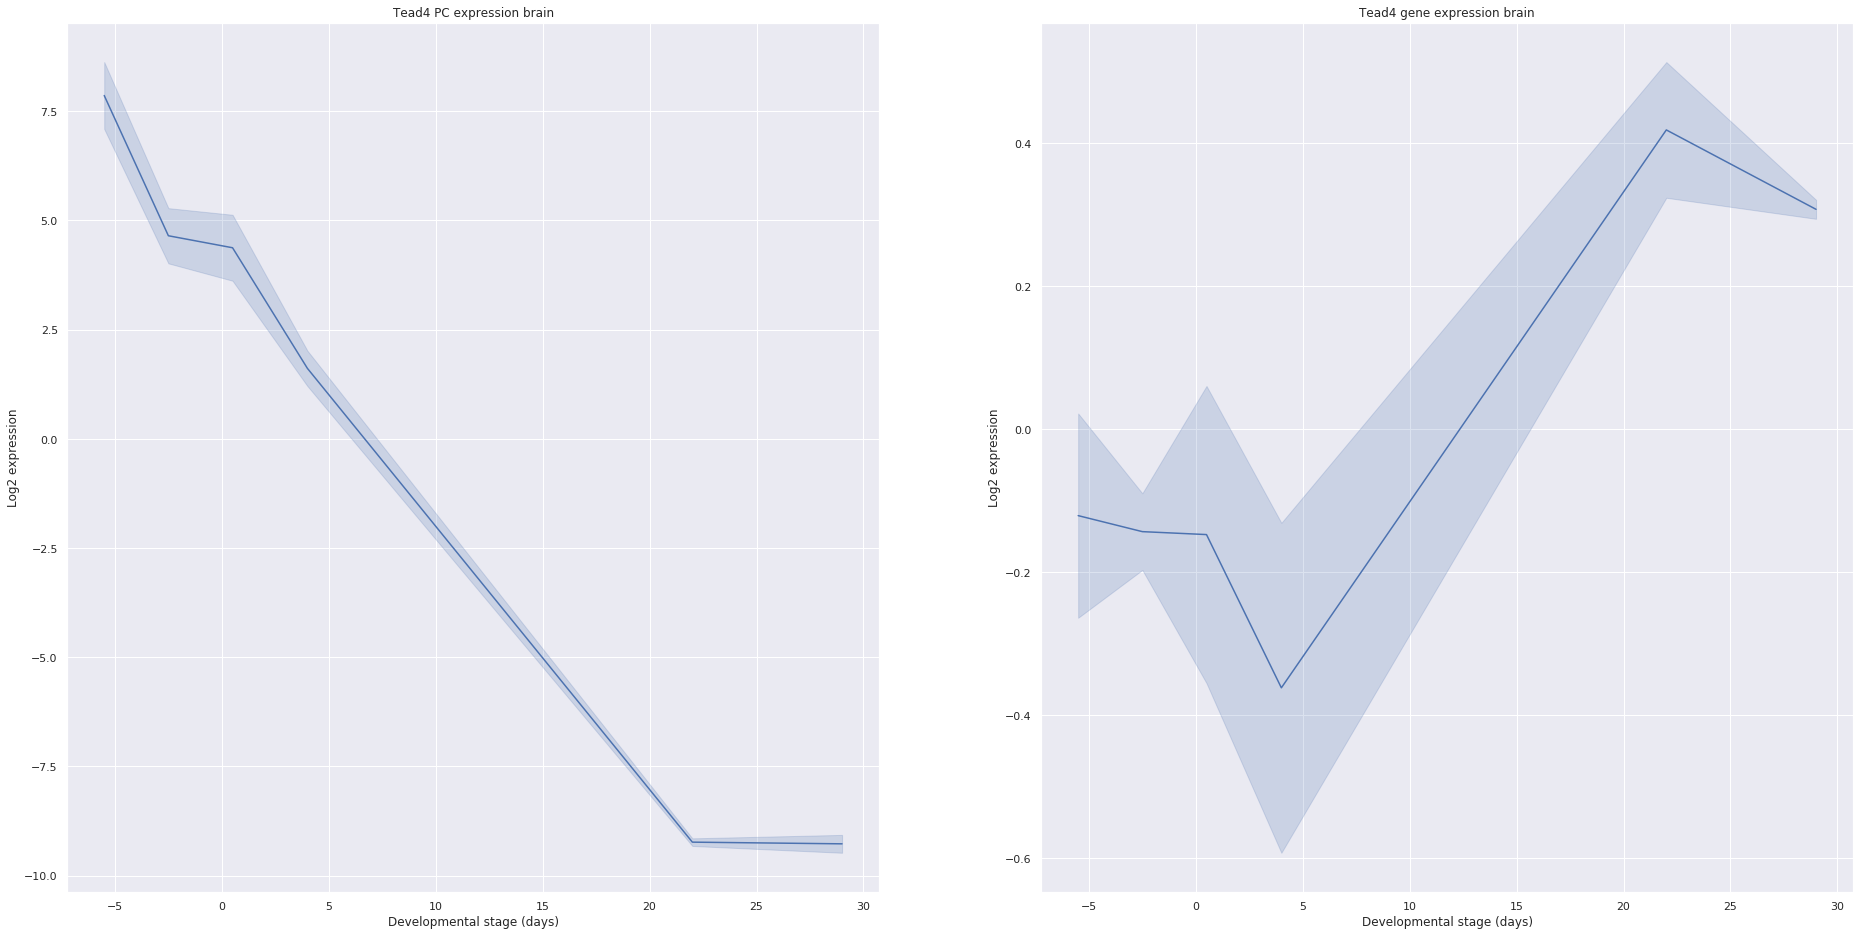 Tead4 PC expression brain
Log2 expression
7.5
5.0
2.5
0.0
−2.5
−5.0
−7.5
−10.0
−5 0 5 10 15 20 25 30
Developmental stage (days)
Tead4 gene expression brain
Log2 expression
0.4
0.2
0.0
−0.2
−0.4
−0.6
−5 0 5 10 15 20 25 30
Developmental stage (days)